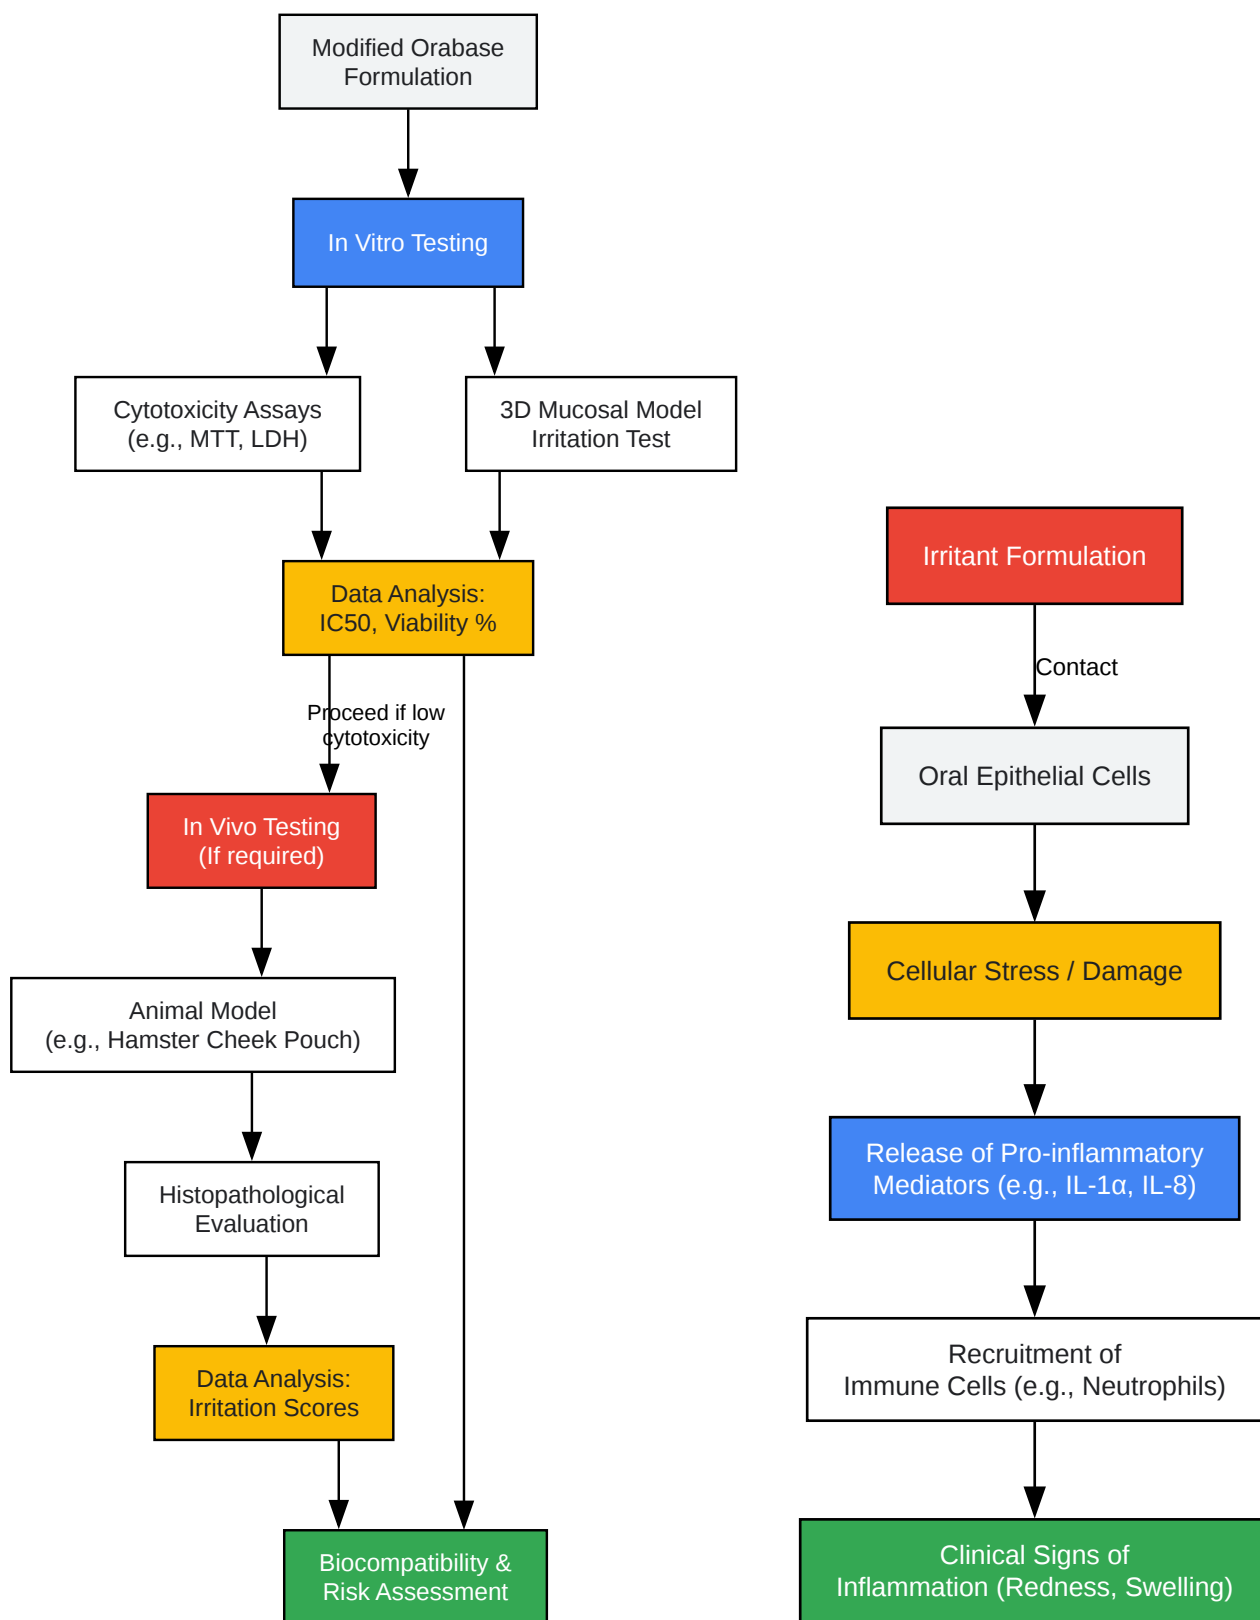 Modified Orabase
Formulation
In Vitro Testing
Cytotoxicity Assays
(e.g., MTT, LDH)
3D Mucosal Model
Irritation Test
Data Analysis:
IC50, Viability %
Proceed if low
cytotoxicity
In Vivo Testing
(If required)
Animal Model
(e.g., Hamster Cheek Pouch)
Histopathological
Evaluation
Data Analysis:
Irritation Scores
Biocompatibility &
Risk Assessment
Irritant Formulation
Contact
Oral Epithelial Cells
Cellular Stress / Damage
Release of Pro-inflammatory
Mediators (e.g., IL-1α, IL-8)
Recruitment of
Immune Cells (e.g., Neutrophils)
Clinical Signs of
Inflammation (Redness, Swelling)